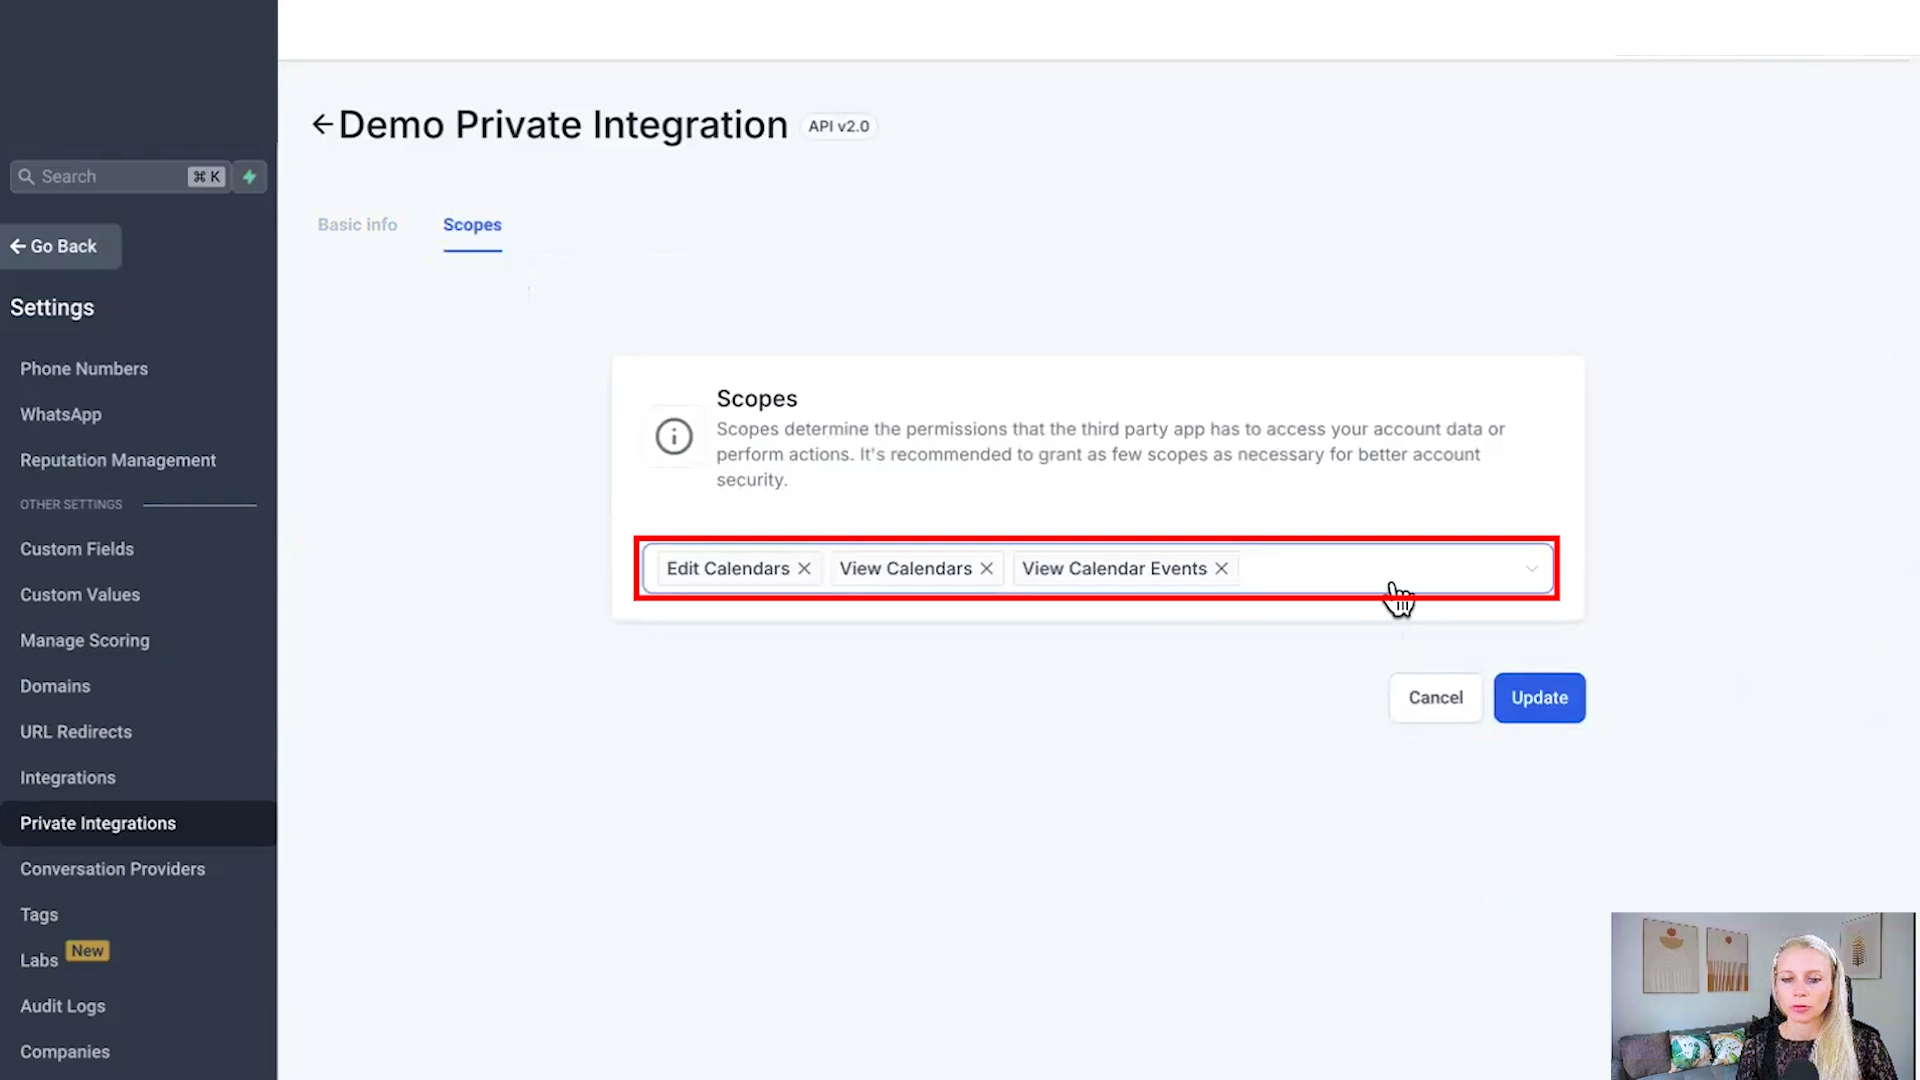 Search
⌘ K
Go Back
Settings
Phone Numbers
WhatsApp
Reputation Management
OTHER SETTINGS
Custom Fields
Custom Values
Manage Scoring
Domains
URL Redirects
Integrations
Private Integrations
Conversation Providers
Tags
Labs New
Audit Logs
Companies
Demo Private Integration API v2.0
Basic info
Scopes
Scopes
Scopes determine the permissions that the third party app has to access your account data or
perform actions. It's recommended to grant as few scopes as necessary for better account
security.
Edit Calendars
View Calendars
View Calendar Events
Cancel
Update